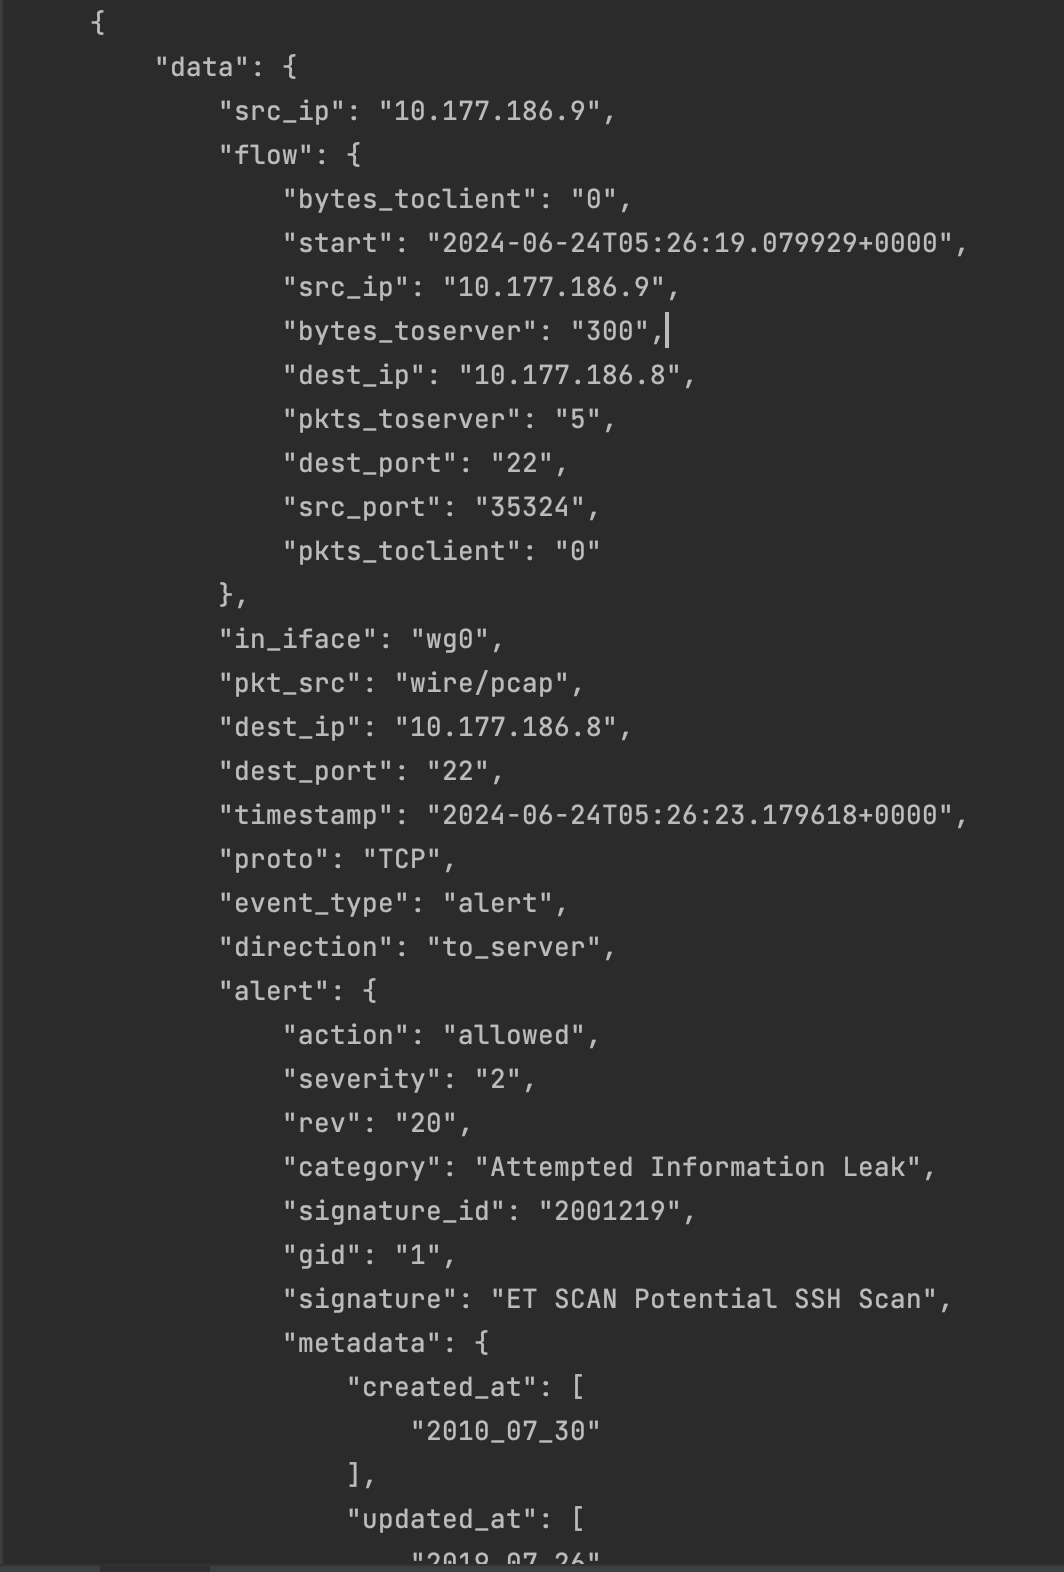 {
"data": {
"src_ip": "10.177.186.9",
"flow": {
"bytes_toclient": "0",
"start": "2024-06-24T05:26:19.079929+0000",
"src_ip": "10.177.186.9",
"bytes_toserver": "300",
"dest_ip": "10.177.186.8",
"pkts_toserver": "5",
"dest_port": "22",
"src_port": "35324",
"pkts_toclient": "0"
},
"in_iface": "wg0",
"pkt_src": "wire/pcap",
"dest_ip": "10.177.186.8",
"dest_port": "22",
"timestamp": "2024-06-24T05:26:23.179618+0000",
"proto": "TCP",
"event_type": "alert",
"direction": "to_server",
"alert": {
"action": "allowed",
"severity": "2",
"rev": "20",
"category": "Attempted Information Leak",
"signature_id": "2001219",
"gid": "1",
"signature": "ET SCAN Potential SSH Scan",
"metadata": {
"created_at": [
"2010_07_30"
],
"updated_at": [
"2019_07_26"